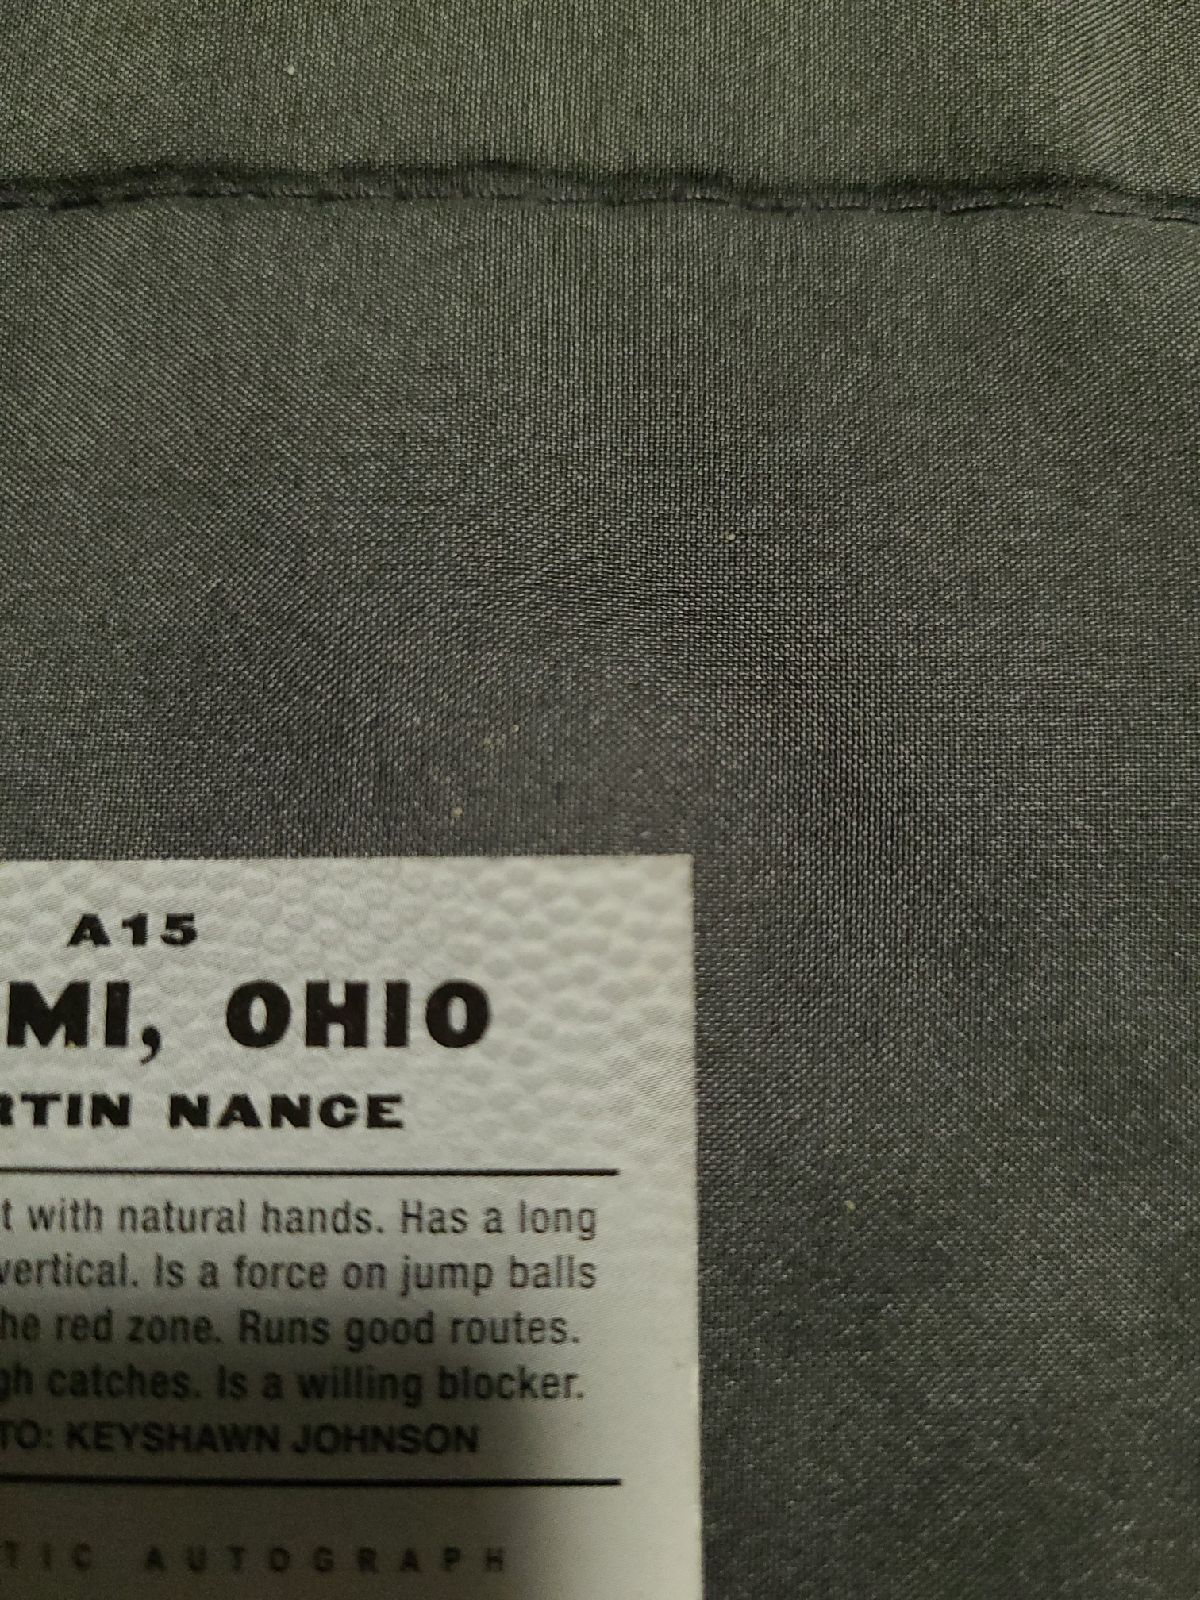 A15
MI, OHIO
RTIN NANCE
t with natural hands. Has a long
vertical. Is a force on jump balls
he red zone. Runs good routes.
gh catches. Is a willing blocker.
TO: KEYSHAWN JOHNSON
TIC AUTOGRAPH